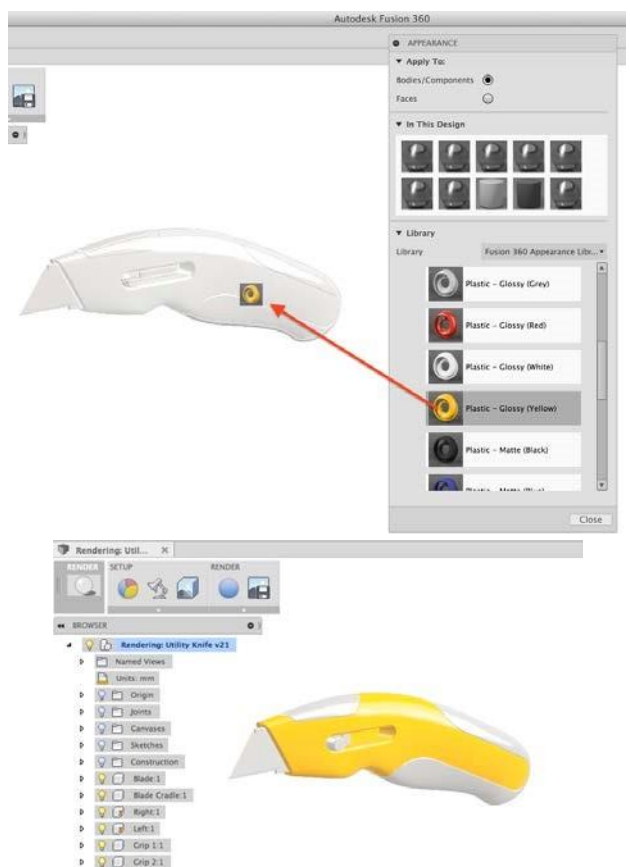 Autodesk Fusion 360
APPEARANCE
Apply To:
Bodies/Components
Faces
In This Design
Library
Library Fusion 360 Appearance Libr...
Plastic - Glossy (Grey)
Plastic - Glossy (Red)
Plastic - Glossy (White)
Plastic - Glossy (Yellow)
Plastic - Matte (Black)
Plastic - Matte (Blue)
Close
Rendering: Util...
RENDER SETUP RENDER
BROWSER
Rendering: Utility Knife v21
Named Views
Units: mm
Origin
Joints
Canvases
Sketches
Construction
Blade:1
Blade Cradle:1
Right:1
Left:1
Grip 1:1
Grip 2:1